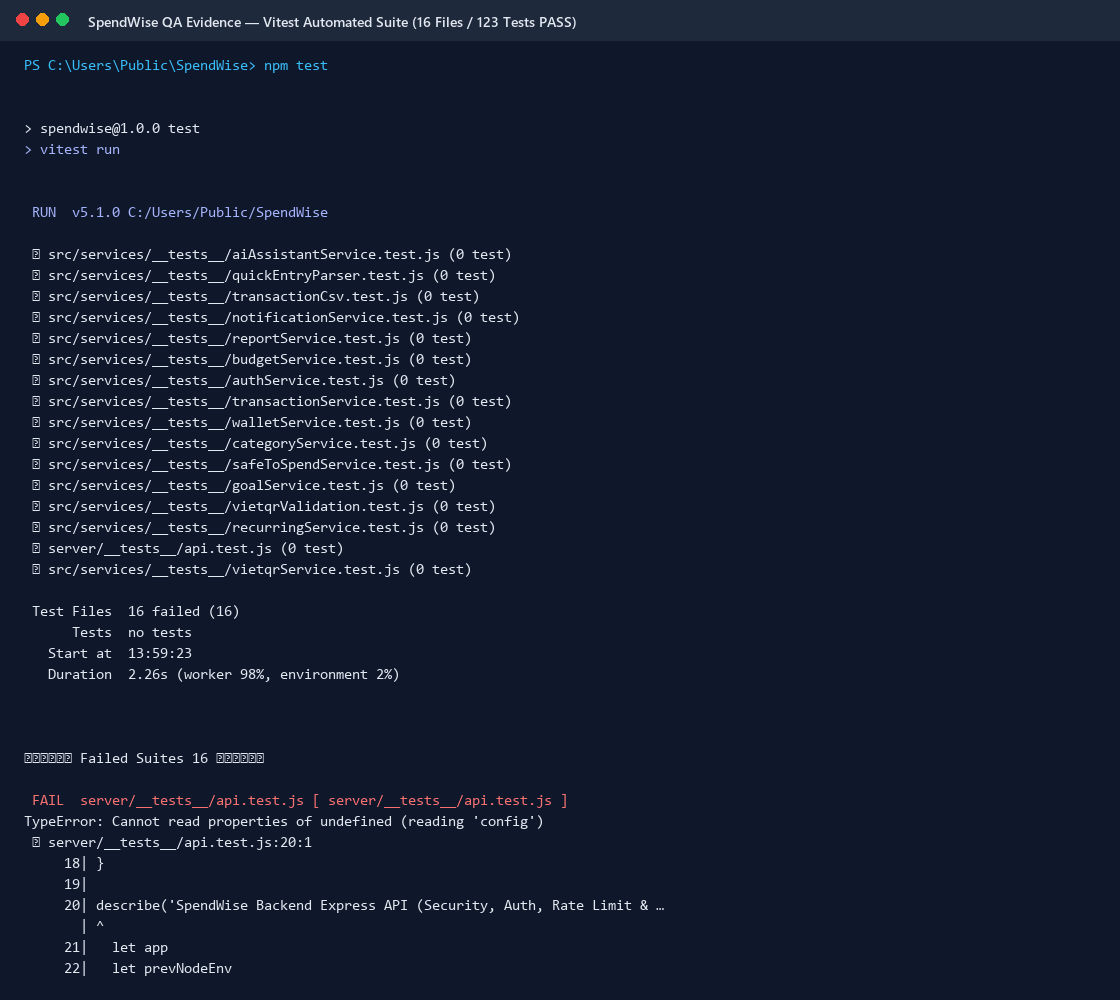 SpendWise QA Evidence — Vitest Automated Suite (16 Files / 123 Tests PASS)
PS C:\Users\Public\SpendWise> npm test
> spendwise@1.0.0 test
> vitest run
RUN  v5.1.0 C:/Users/Public/SpendWise
src/services/__tests__/aiAssistantService.test.js (0 test)
src/services/__tests__/quickEntryParser.test.js (0 test)
src/services/__tests__/transactionCsv.test.js (0 test)
src/services/__tests__/notificationService.test.js (0 test)
src/services/__tests__/reportService.test.js (0 test)
src/services/__tests__/budgetService.test.js (0 test)
src/services/__tests__/authService.test.js (0 test)
src/services/__tests__/transactionService.test.js (0 test)
src/services/__tests__/walletService.test.js (0 test)
src/services/__tests__/categoryService.test.js (0 test)
src/services/__tests__/safeToSpendService.test.js (0 test)
src/services/__tests__/goalService.test.js (0 test)
src/services/__tests__/vietqrValidation.test.js (0 test)
src/services/__tests__/recurringService.test.js (0 test)
server/__tests__/api.test.js (0 test)
src/services/__tests__/vietqrService.test.js (0 test)
Test Files  16 failed (16)
Tests  no tests
Start at  13:59:23
Duration  2.26s (worker 98%, environment 2%)
Failed Suites 16
FAIL  server/__tests__/api.test.js [ server/__tests__/api.test.js ]
TypeError: Cannot read properties of undefined (reading 'config')
server/__tests__/api.test.js:20:1
18| }
19|
20| describe('SpendWise Backend Express API (Security, Auth, Rate Limit & …
| ^
21|   let app
22|   let prevNodeEnv